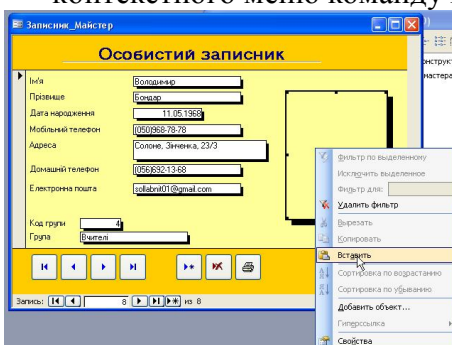 контекстного меню команду
Записник_Майстер
Особистий записник
Ім'я
Володимир
Прізвище
Бондар
Дата народження
11.05.1968
Мобільний телефон
(050)968-78-78
Адреса
Солоне, Зінченка, 23/3
Домашній телефон
(056)692-13-68
Електронна пошта
sollabnit01@gmail.com
Код групи
4
Група
Вчителі
Запись:
8
из 8
Фильтр по выделенному
Исключить выделенное
Фильтр для:
Удалить фильтр
Вырезать
Копировать
Вставить
Сортировка по возрастанию
Сортировка по убыванию
Добавить объект...
Гиперссылка
Свойства